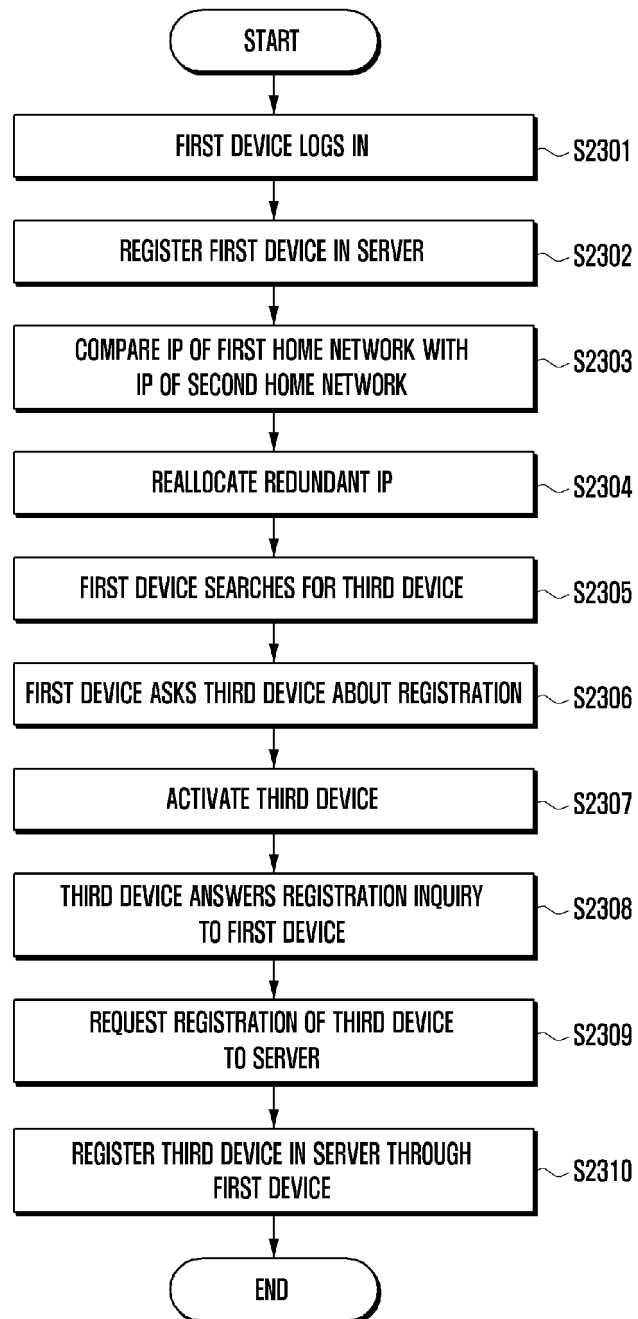 START
FIRST DEVICE LOGS IN
S2301
REGISTER FIRST DEVICE IN SERVER
S2302
COMPARE IP OF FIRST HOME NETWORK WITH
IP OF SECOND HOME NETWORK
S2303
REALLOCATE REDUNDANT IP
S2304
FIRST DEVICE SEARCHES FOR THIRD DEVICE
S2305
FIRST DEVICE ASKS THIRD DEVICE ABOUT REGISTRATION
S2306
ACTIVATE THIRD DEVICE
S2307
THIRD DEVICE ANSWERS REGISTRATION INQUIRY
TO FIRST DEVICE
S2308
REQUEST REGISTRATION OF THIRD DEVICE
TO SERVER
S2309
REGISTER THIRD DEVICE IN SERVER THROUGH
FIRST DEVICE
S2310
END